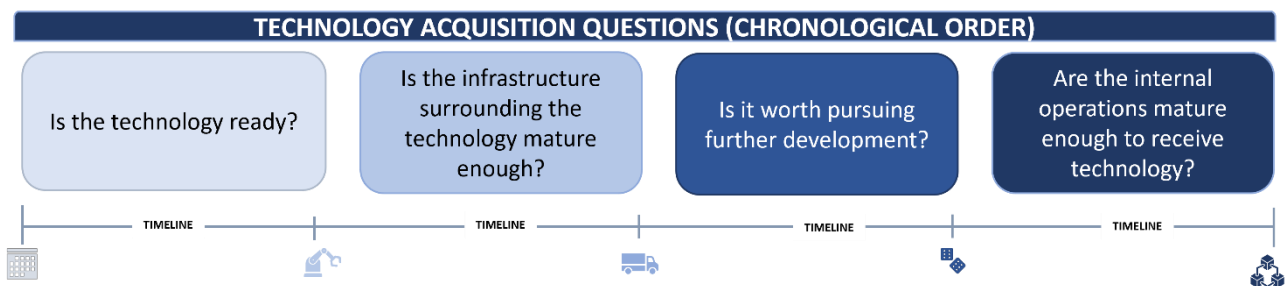 TECHNOLOGY ACQUISITION QUESTIONS (CHRONOLOGICAL ORDER)
Is the technology ready?
Is the infrastructure
surrounding the
technology mature
enough?
Is it worth pursuing
further development?
Are the internal
operations mature
enough to receive
technology?
TIMELINE
TIMELINE
TIMELINE
TIMELINE